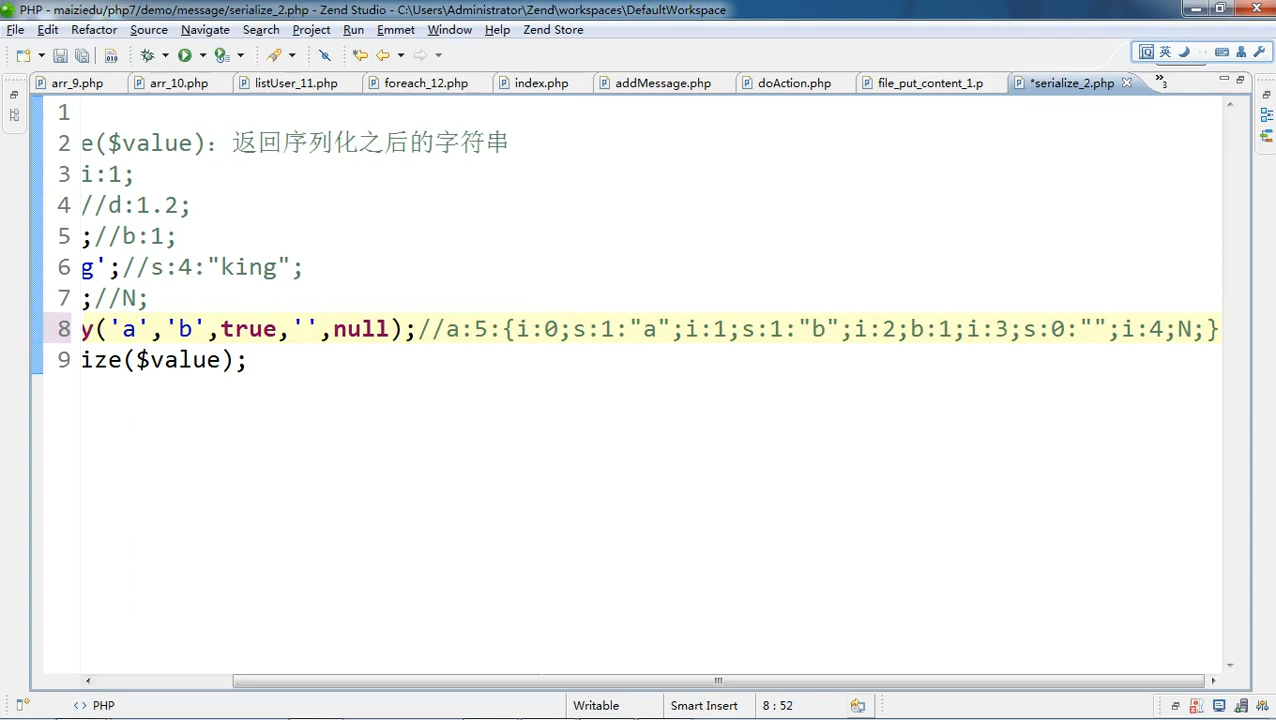 PHP - maiziedu/php7/demo/message/serialize_2.php - Zend Studio - C:\Users\Administrator\Zend\workspaces\DefaultWorkspace
File Edit Refactor Source Navigate Search Project Run Emmet Window Help Zend Store
英
arr_9.php arr_10.php listUser_11.php foreach_12.php index.php addMessage.php doAction.php file_put_content_1.p *serialize_2.php »3
1
2 e($value): 返回序列化之后的字符串
3 i:1;
4 //d:1.2;
5 ;//b:1;
6 g';//s:4:"king";
7 ;//N;
8 y('a','b',true,'',null);//a:5:{i:0;s:1:"a";i:1;s:1:"b";i:2;b:1;i:3;s:0:"";i:4;N;}
9 ize($value);
<> PHP Writable Smart Insert 8 : 52